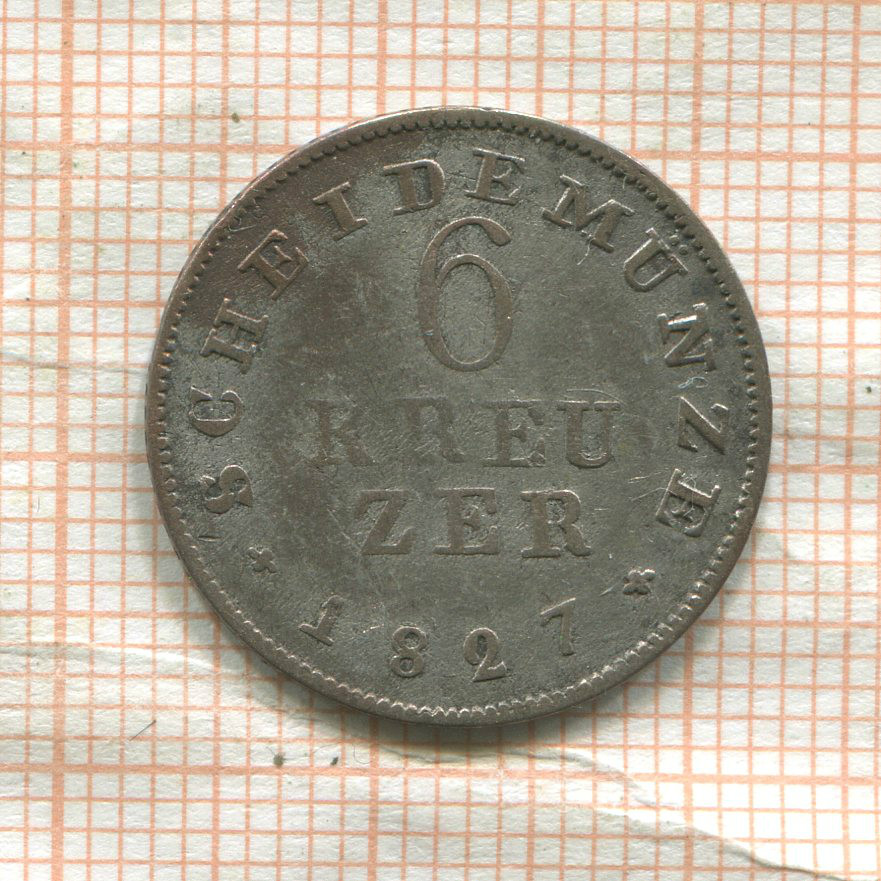 SCHEIDEMÜNZE
6
KREU
ZER
1827